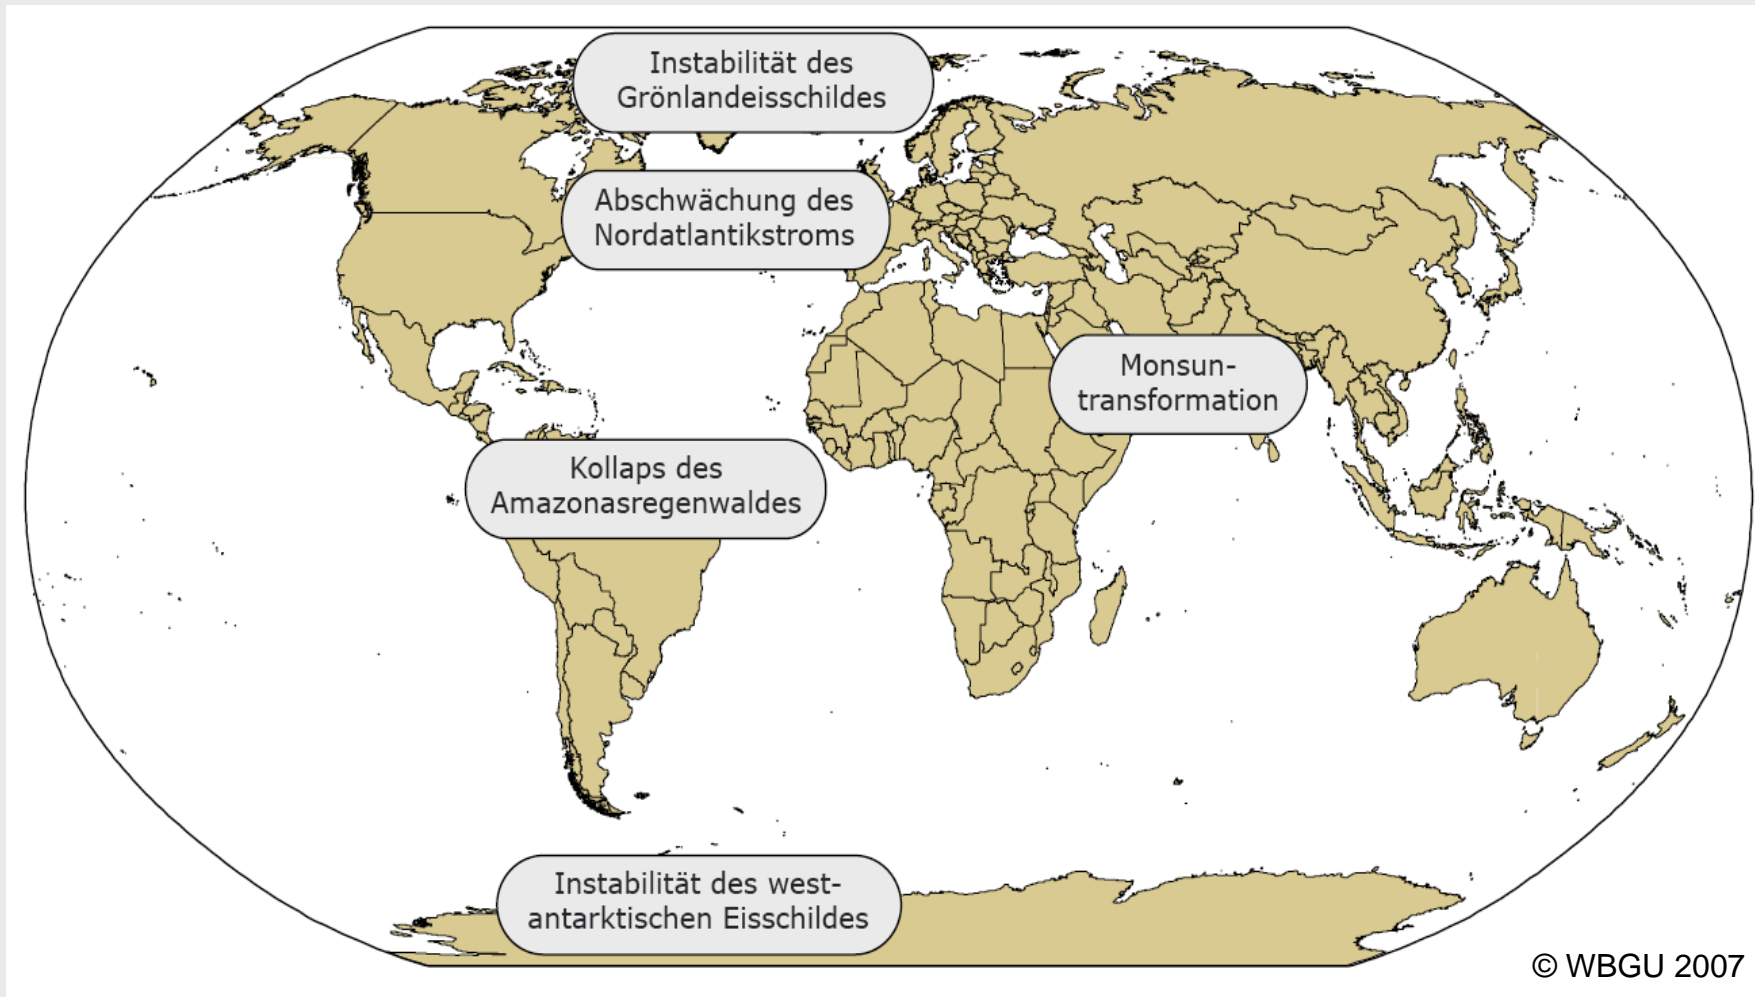 Instabilität des
Grönlandeisschildes
Abschwächung des
Nordatlantikstroms
Monsun-
transformation
Kollaps des
Amazonasregenwaldes
Instabilität des west-
antarktischen Eisschildes
© WBGU 2007